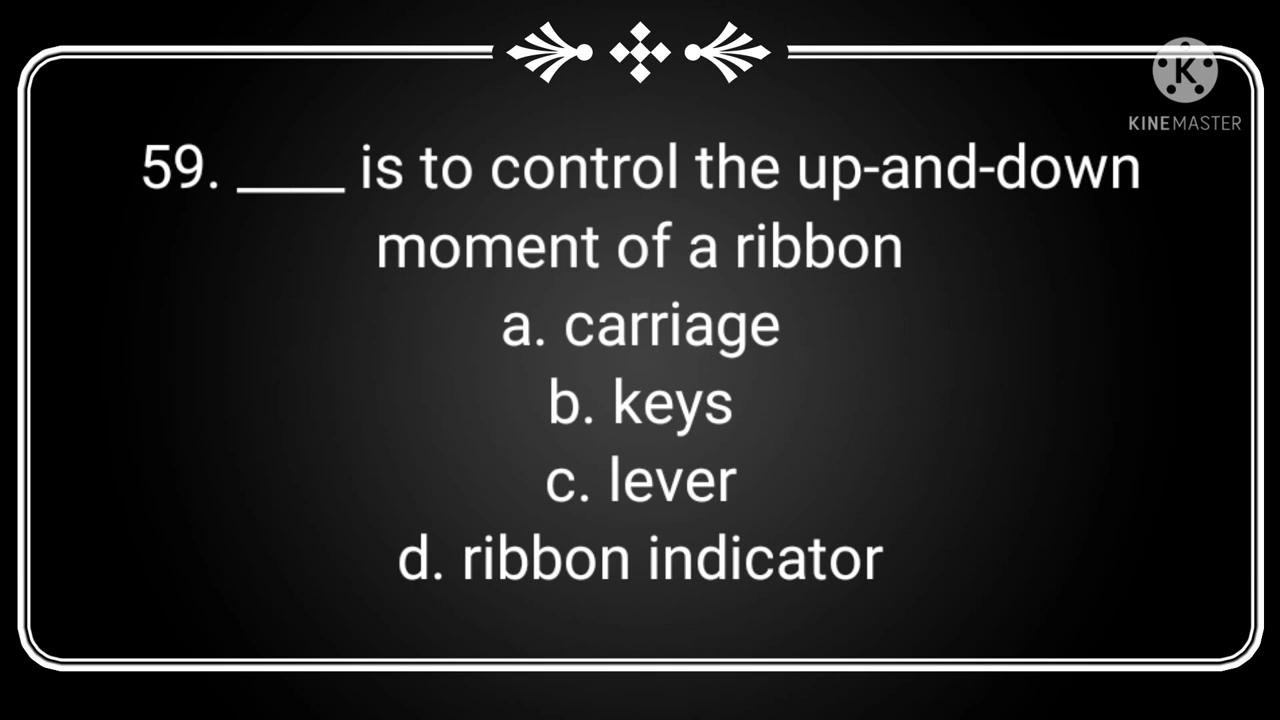 K
KINEMASTER
59. ____ is to control the up-and-down
moment of a ribbon
a. carriage
b. keys
c. lever
d. ribbon indicator